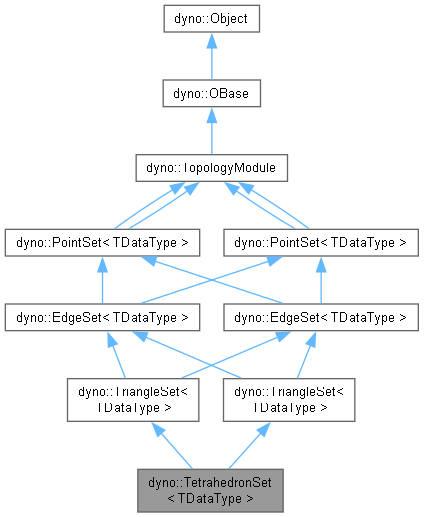 dyno::Object
dyno::OBase
dyno::TopologyModule
dyno::PointSet< TDataType >
dyno::PointSet< TDataType >
dyno::EdgeSet< TDataType >
dyno::EdgeSet< TDataType >
dyno::TriangleSet<
TDataType >
dyno::TriangleSet<
TDataType >
dyno::TetrahedronSet
< TDataType >